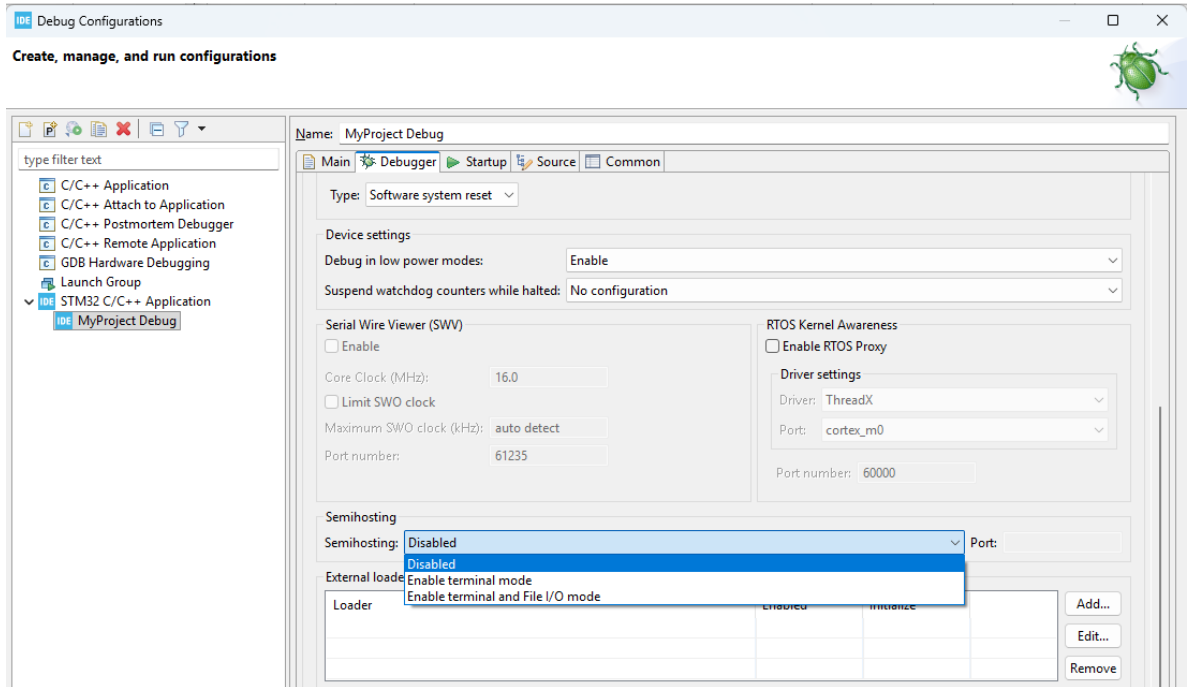 IDE Debug Configurations
Create, manage, and run configurations
type filter text
C/C++ Application
C/C++ Attach to Application
C/C++ Postmortem Debugger
C/C++ Remote Application
GDB Hardware Debugging
Launch Group
IDE STM32 C/C++ Application
IDE MyProject Debug
Name: MyProject Debug
Main Debugger Startup Source Common
Type: Software system reset
Device settings
Debug in low power modes: Enable
Suspend watchdog counters while halted: No configuration
Serial Wire Viewer (SWV)
Enable
Core Clock (MHz): 16.0
Limit SWO clock
Maximum SWO clock (kHz): auto detect
Port number: 61235
RTOS Kernel Awareness
Enable RTOS Proxy
Driver settings
Driver: ThreadX
Port: cortex_m0
Port number: 60000
Semihosting
Semihosting: Disabled Port:
Disabled
Enable terminal mode
Enable terminal and File I/O mode
External loade
Loader Enabled Initialize
Add...
Edit...
Remove